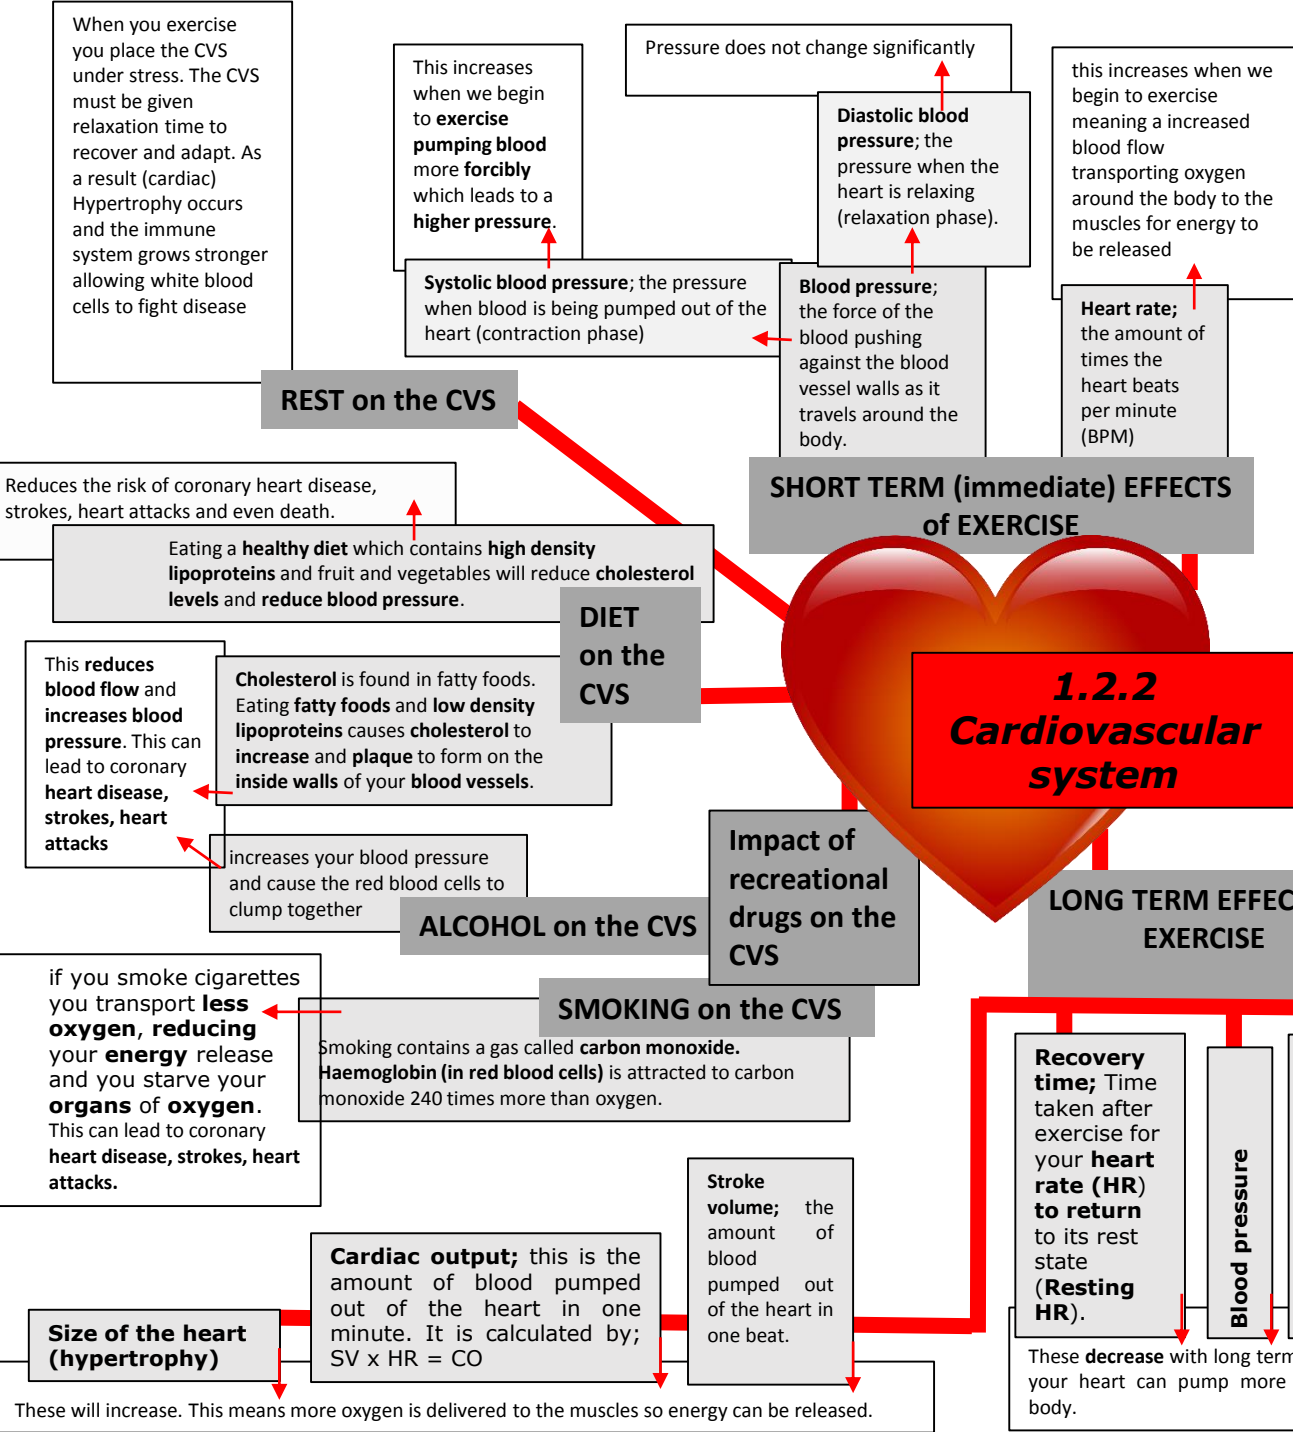 When you exercise
you place the CVS
under stress. The CVS
must be given
relaxation time to
recover and adapt. As
a result (cardiac)
Hypertrophy occurs
and the immune
system grows stronger
allowing white blood
cells to fight disease
REST on the CVS
This increases
when we begin
to exercise
pumping blood
more forcibly
which leads to a
higher pressure.
Systolic blood pressure; the pressure
when blood is being pumped out of the
heart (contraction phase)
Pressure does not change significantly
Diastolic blood
pressure; the
pressure when the
heart is relaxing
(relaxation phase).
Blood pressure;
the force of the
blood pushing
against the blood
vessel walls as it
travels around the
body.
this increases when we
begin to exercise
meaning a increased
blood flow
transporting oxygen
around the body to the
muscles for energy to
be released
Heart rate;
the amount of
times the
heart beats
per minute
(BPM)
SHORT TERM (immediate) EFFECTS
of EXERCISE
Reduces the risk of coronary heart disease,
strokes, heart attacks and even death.
Eating a healthy diet which contains high density
lipoproteins and fruit and vegetables will reduce cholesterol
levels and reduce blood pressure.
DIET
on the
CVS
This reduces
blood flow and
increases blood
pressure. This can
lead to coronary
heart disease,
strokes, heart
attacks
Cholesterol is found in fatty foods.
Eating fatty foods and low density
lipoproteins causes cholesterol to
increase and plaque to form on the
inside walls of your blood vessels.
1.2.2
Cardiovascular
system
increases your blood pressure
and cause the red blood cells to
clump together
ALCOHOL on the CVS
Impact of
recreational
drugs on the
CVS
LONG TERM EFFEC
EXERCISE
if you smoke cigarettes
you transport less
oxygen, reducing
your energy release
and you starve your
organs of oxygen.
This can lead to coronary
heart disease, strokes, heart
attacks.
SMOKING on the CVS
Smoking contains a gas called carbon monoxide.
Haemoglobin (in red blood cells) is attracted to carbon
monoxide 240 times more than oxygen.
Recovery
time; Time
taken after
exercise for
your heart
rate (HR)
to return
to its rest
state
(Resting
HR).
Blood pressure
Stroke
volume; the
amount of
blood
pumped out
of the heart in
one beat.
Cardiac output; this is the
amount of blood pumped
out of the heart in one
minute. It is calculated by;
SV x HR = CO
Size of the heart
(hypertrophy)
These will increase. This means more oxygen is delivered to the muscles so energy can be released.
These decrease with long term
your heart can pump more
body.